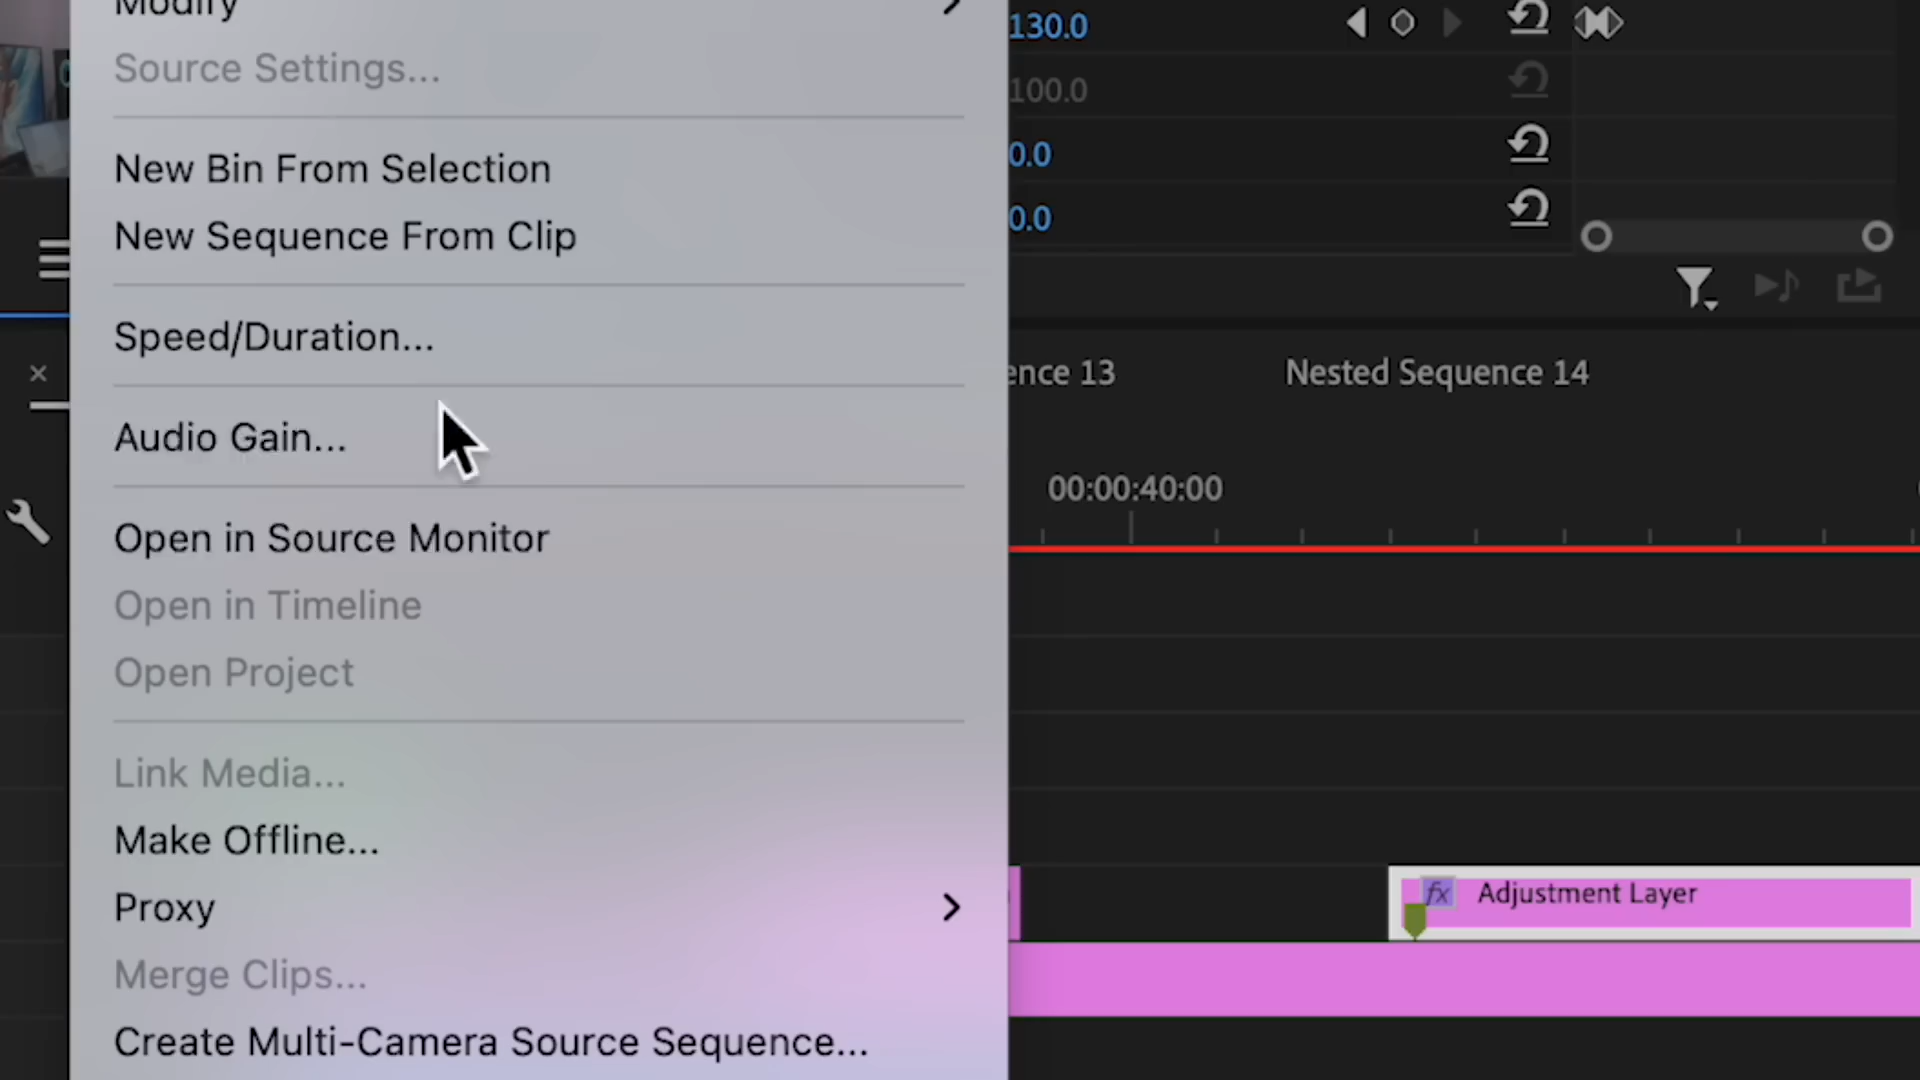 Modify
Source Settings...
New Bin From Selection
New Sequence From Clip
Speed/Duration...
Audio Gain...
Open in Source Monitor
Open in Timeline
Open Project
Link Media...
Make Offline...
Proxy
Merge Clips...
Create Multi-Camera Source Sequence...
130.0
100.0
0.0
0.0
ence 13
Nested Sequence 14
00:00:40:00
fx Adjustment Layer